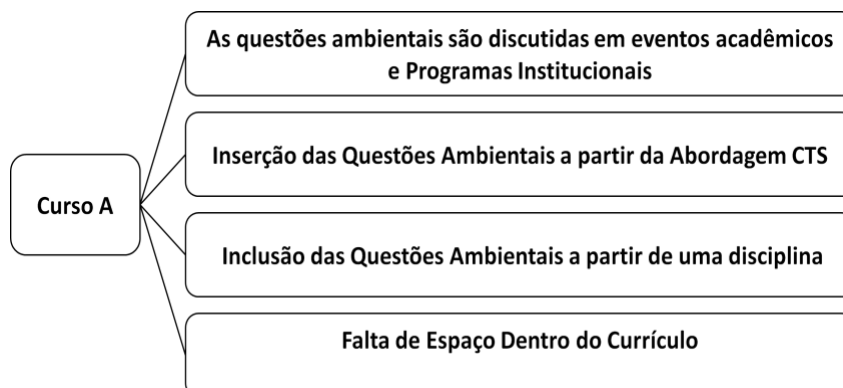 As questões ambientais são discutidas em eventos acadêmicos
e Programas Institucionais
Inserção das Questões Ambientais a partir da Abordagem CTS
Curso A
Inclusão das Questões Ambientais a partir de uma disciplina
Falta de Espaço Dentro do Currículo